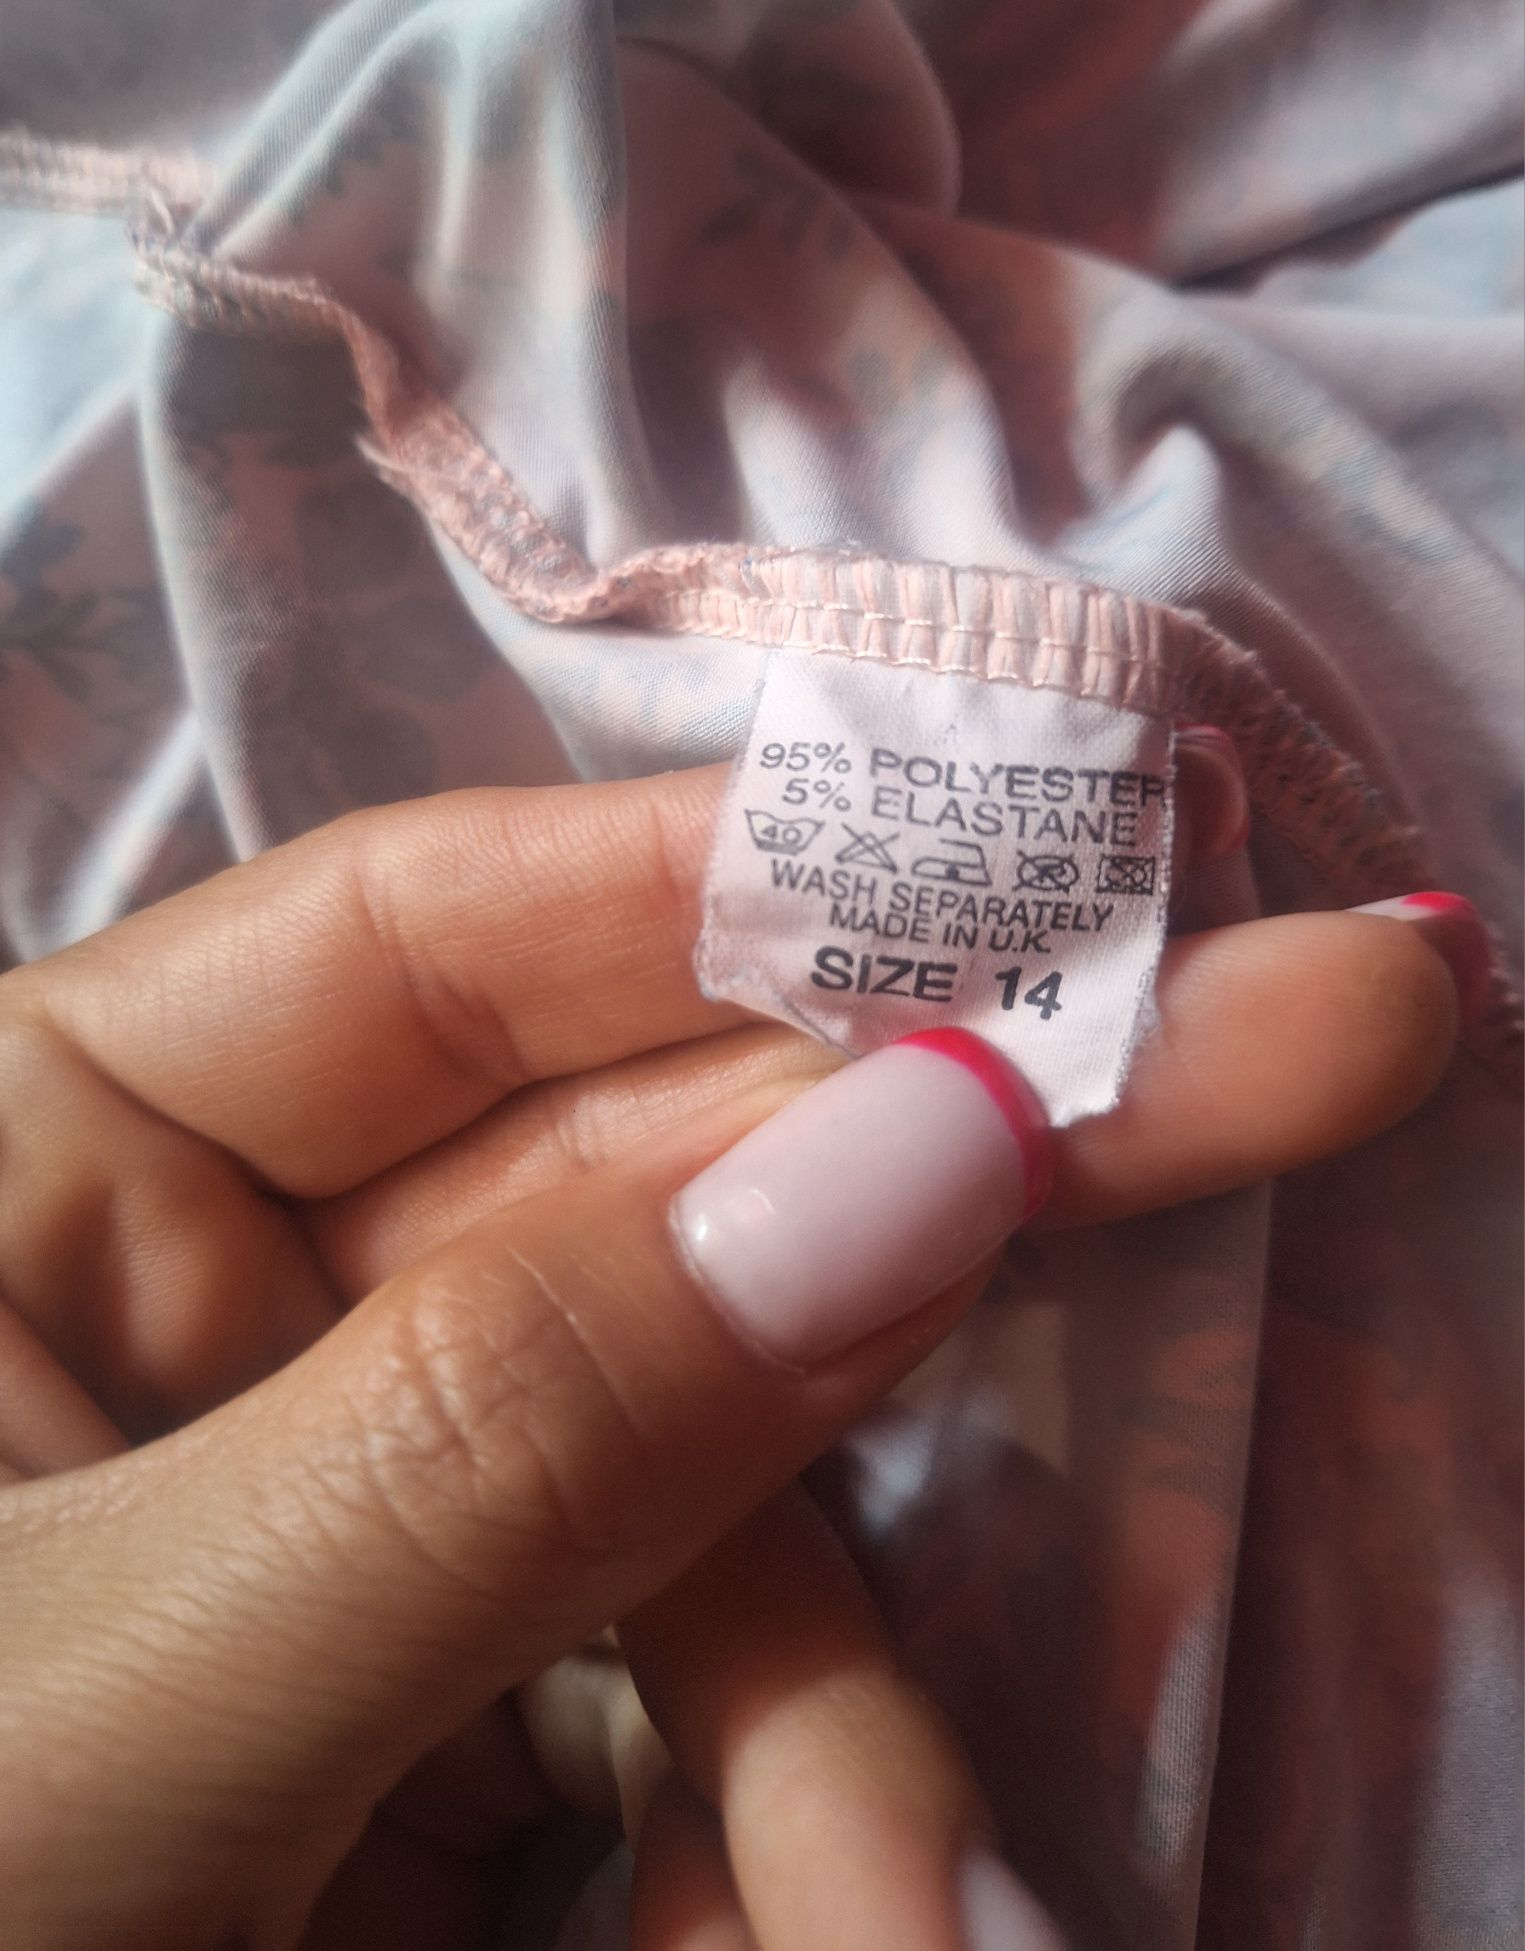 95% POLYESTER
5% ELASTANE
40
WASH SEPARATELY
MADE IN U.K.
SIZE 14